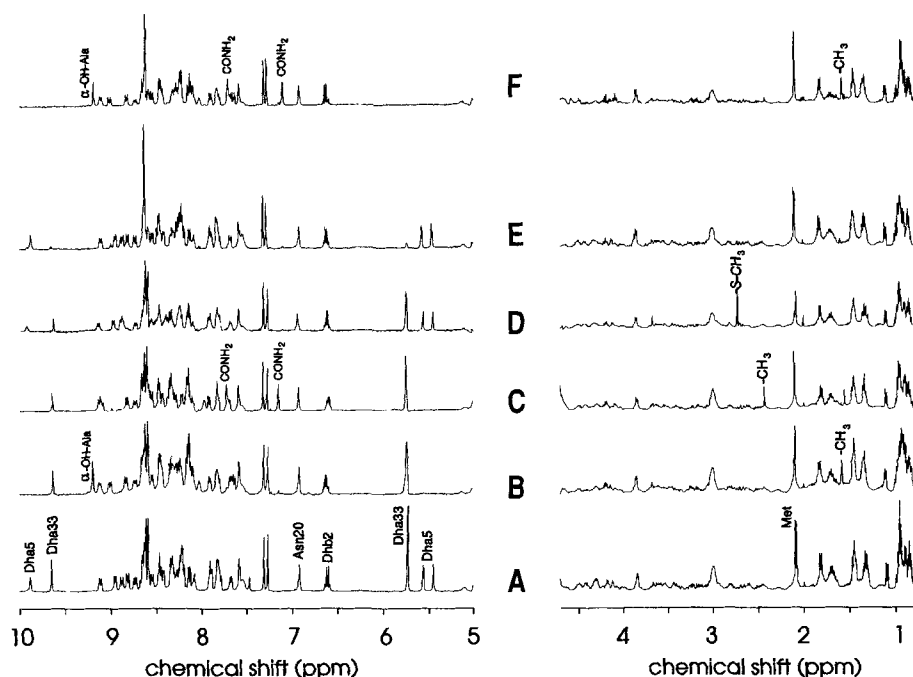 α-OH-Ala
CONH₂
CONH₂
F
CH₃
E
D
S-CH₃
CONH₂
CONH₂
C
CH₃
α-OH-Ala
B
CH₃
Dha5
Dha33
Asn20
Dhb2
Dha33
Dha5
A
Met
10 9 8 7 6 5
4 3 2 1
chemical shift (ppm)
chemical shift (ppm)